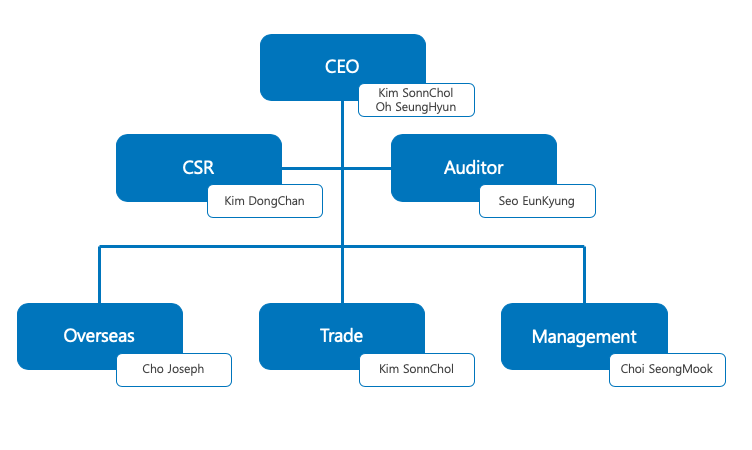 CEO
Kim SonnChol
Oh SeungHyun
CSR
Kim DongChan
Auditor
Seo EunKyung
Overseas
Cho Joseph
Trade
Kim SonnChol
Management
Choi SeongMook